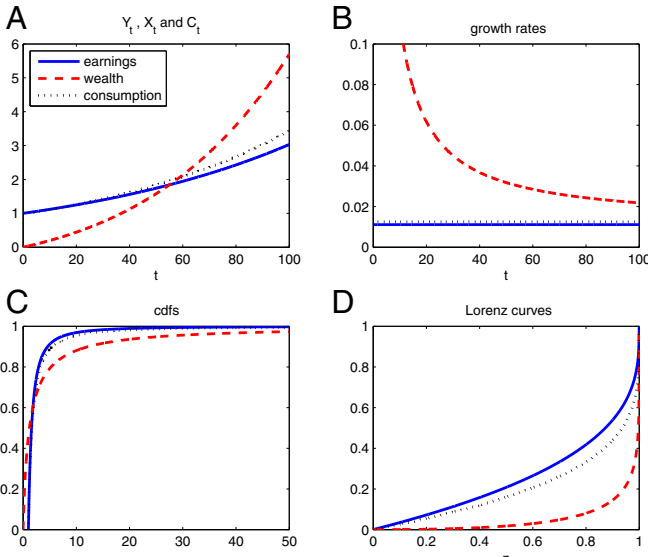 A
Y_t , X_t and C_t
6
5
4
3
2
1
0
earnings
wealth
consumption
0 20 40 60 80 100
t
B
growth rates
0.1
0.08
0.06
0.04
0.02
0
0 20 40 60 80 100
t
C
cdfs
1
0.8
0.6
0.4
0.2
0
0 10 20 30 40 50
D
Lorenz curves
1
0.8
0.6
0.4
0.2
0
0 0.2 0.4 0.6 0.8 1